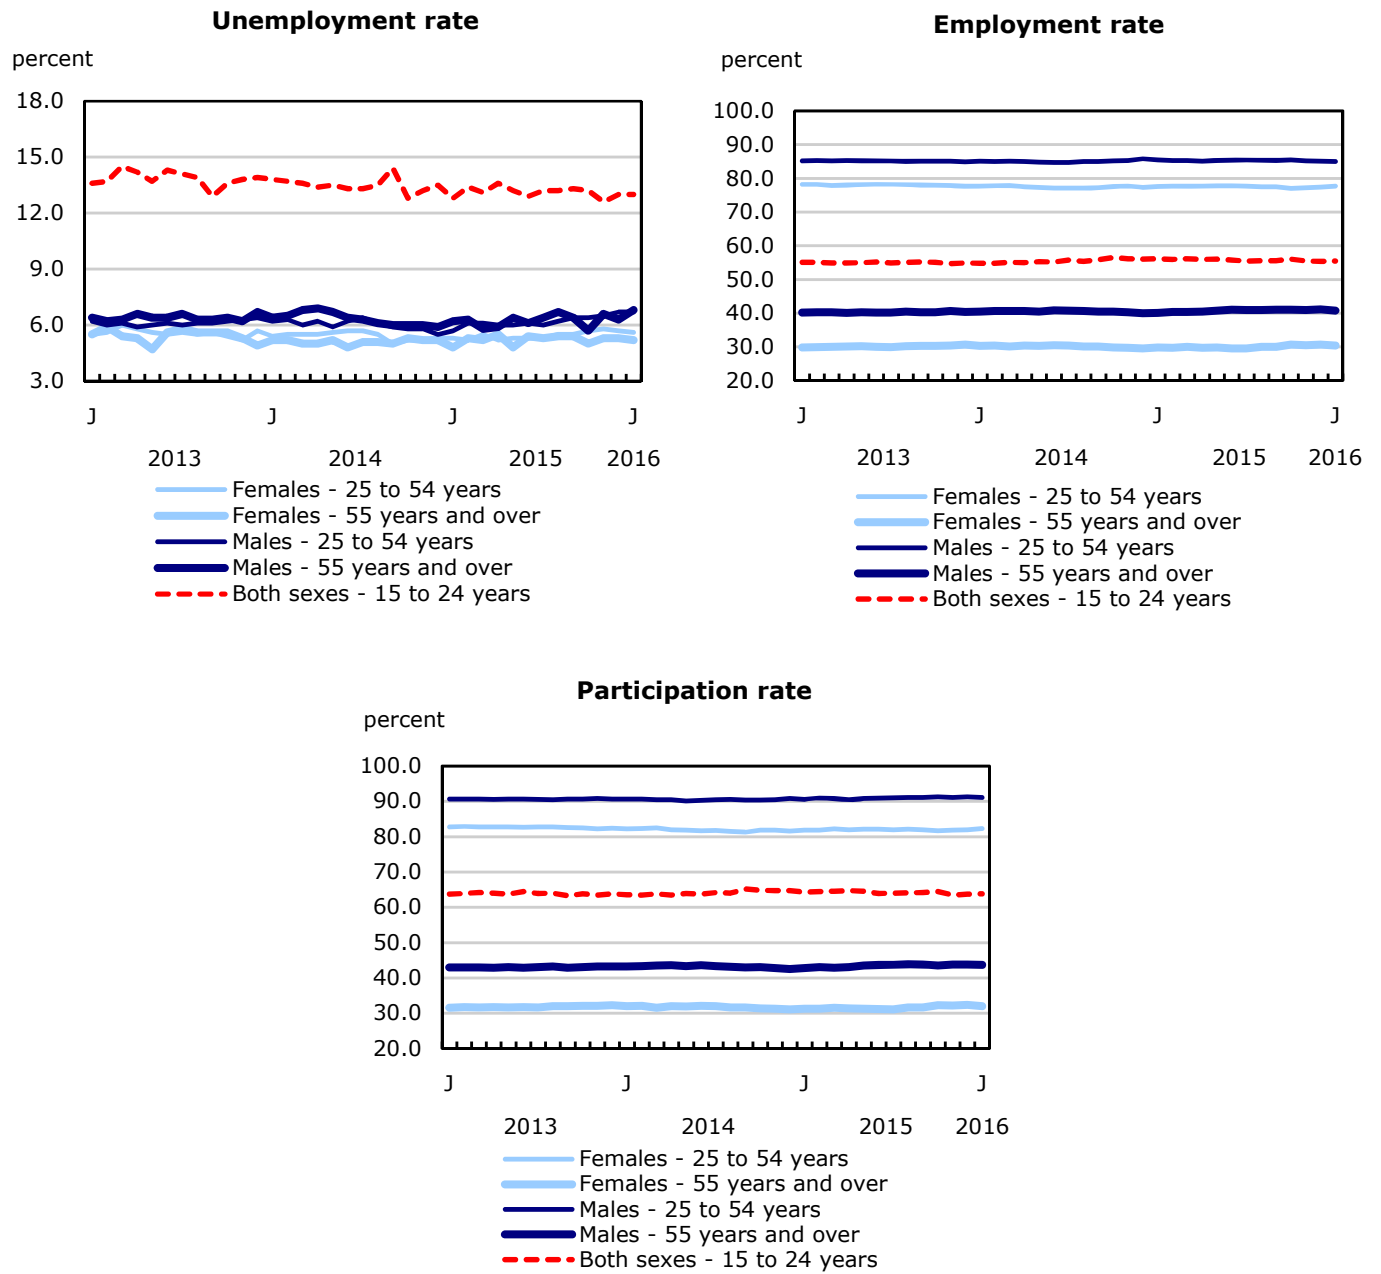 Unemployment rate
percent
18.0
15.0
12.0
9.0
6.0
3.0
J J J J
2013 2014 2015 2016
Females - 25 to 54 years
Females - 55 years and over
Males - 25 to 54 years
Males - 55 years and over
Both sexes - 15 to 24 years
Employment rate
percent
100.0
90.0
80.0
70.0
60.0
50.0
40.0
30.0
20.0
J J J J
2013 2014 2015 2016
Females - 25 to 54 years
Females - 55 years and over
Males - 25 to 54 years
Males - 55 years and over
Both sexes - 15 to 24 years
Participation rate
percent
100.0
90.0
80.0
70.0
60.0
50.0
40.0
30.0
20.0
J J J J
2013 2014 2015 2016
Females - 25 to 54 years
Females - 55 years and over
Males - 25 to 54 years
Males - 55 years and over
Both sexes - 15 to 24 years